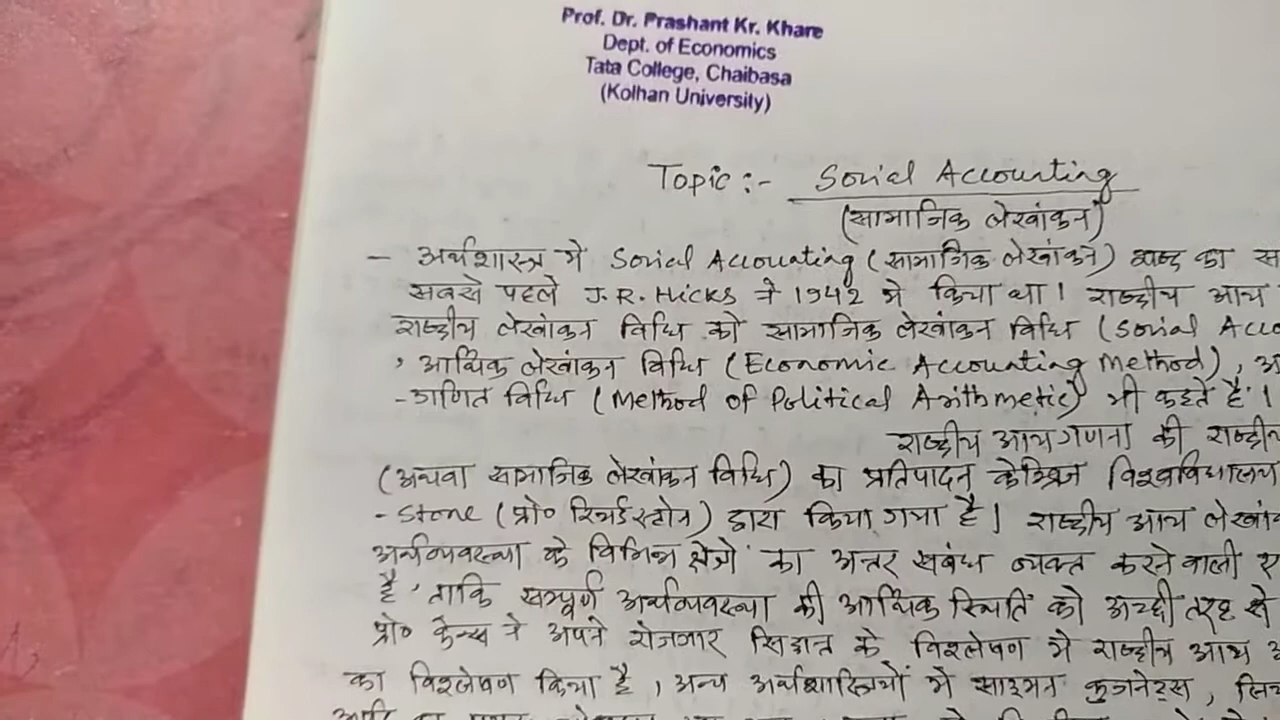 Prof. Dr. Prashant Kr. Khare
Dept. of Economics
Tata College, Chaibasa
(Kolhan University)
Topic :- Social Accounting
(सामाजिक लेखांकन)
- अर्थशास्त्र में Social Accounting (सामाजिक लेखांकन) शब्द का स
सबसे पहले J.R. Hicks ने 1942 में किया था। राष्ट्रीय आय
राष्ट्रीय लेखांकन विधि को सामाजिक लेखांकन विधि (Social Acco
, आर्थिक लेखांकन विधि (Economic Accounting Method), अ
-गणित विधि (Method of Political Arithmetic) भी कहते हैं।
राष्ट्रीय आय गणना की राष्ट्रीय
(अथवा सामाजिक लेखांकन विधि) का प्रतिपादन केम्ब्रिज विश्वविद्यालय
-Stone (प्रो० रिचर्ड स्टोन) द्वारा किया गया है। राष्ट्रीय आय लेखां
अर्थव्यवस्था के विभिन्न क्षेत्रों का अन्तर संबंध व्यक्त करने वाली ए
है, ताकि सम्पूर्ण अर्थव्यवस्था की आर्थिक स्थिति को अच्छी तरह से
प्रो० केन्स ने अपने रोजगार सिद्धान्त के विश्लेषण में राष्ट्रीय आय
का विश्लेषण किया है, अन्य अर्थशास्त्रियों में साइमन कुजनेट्स,